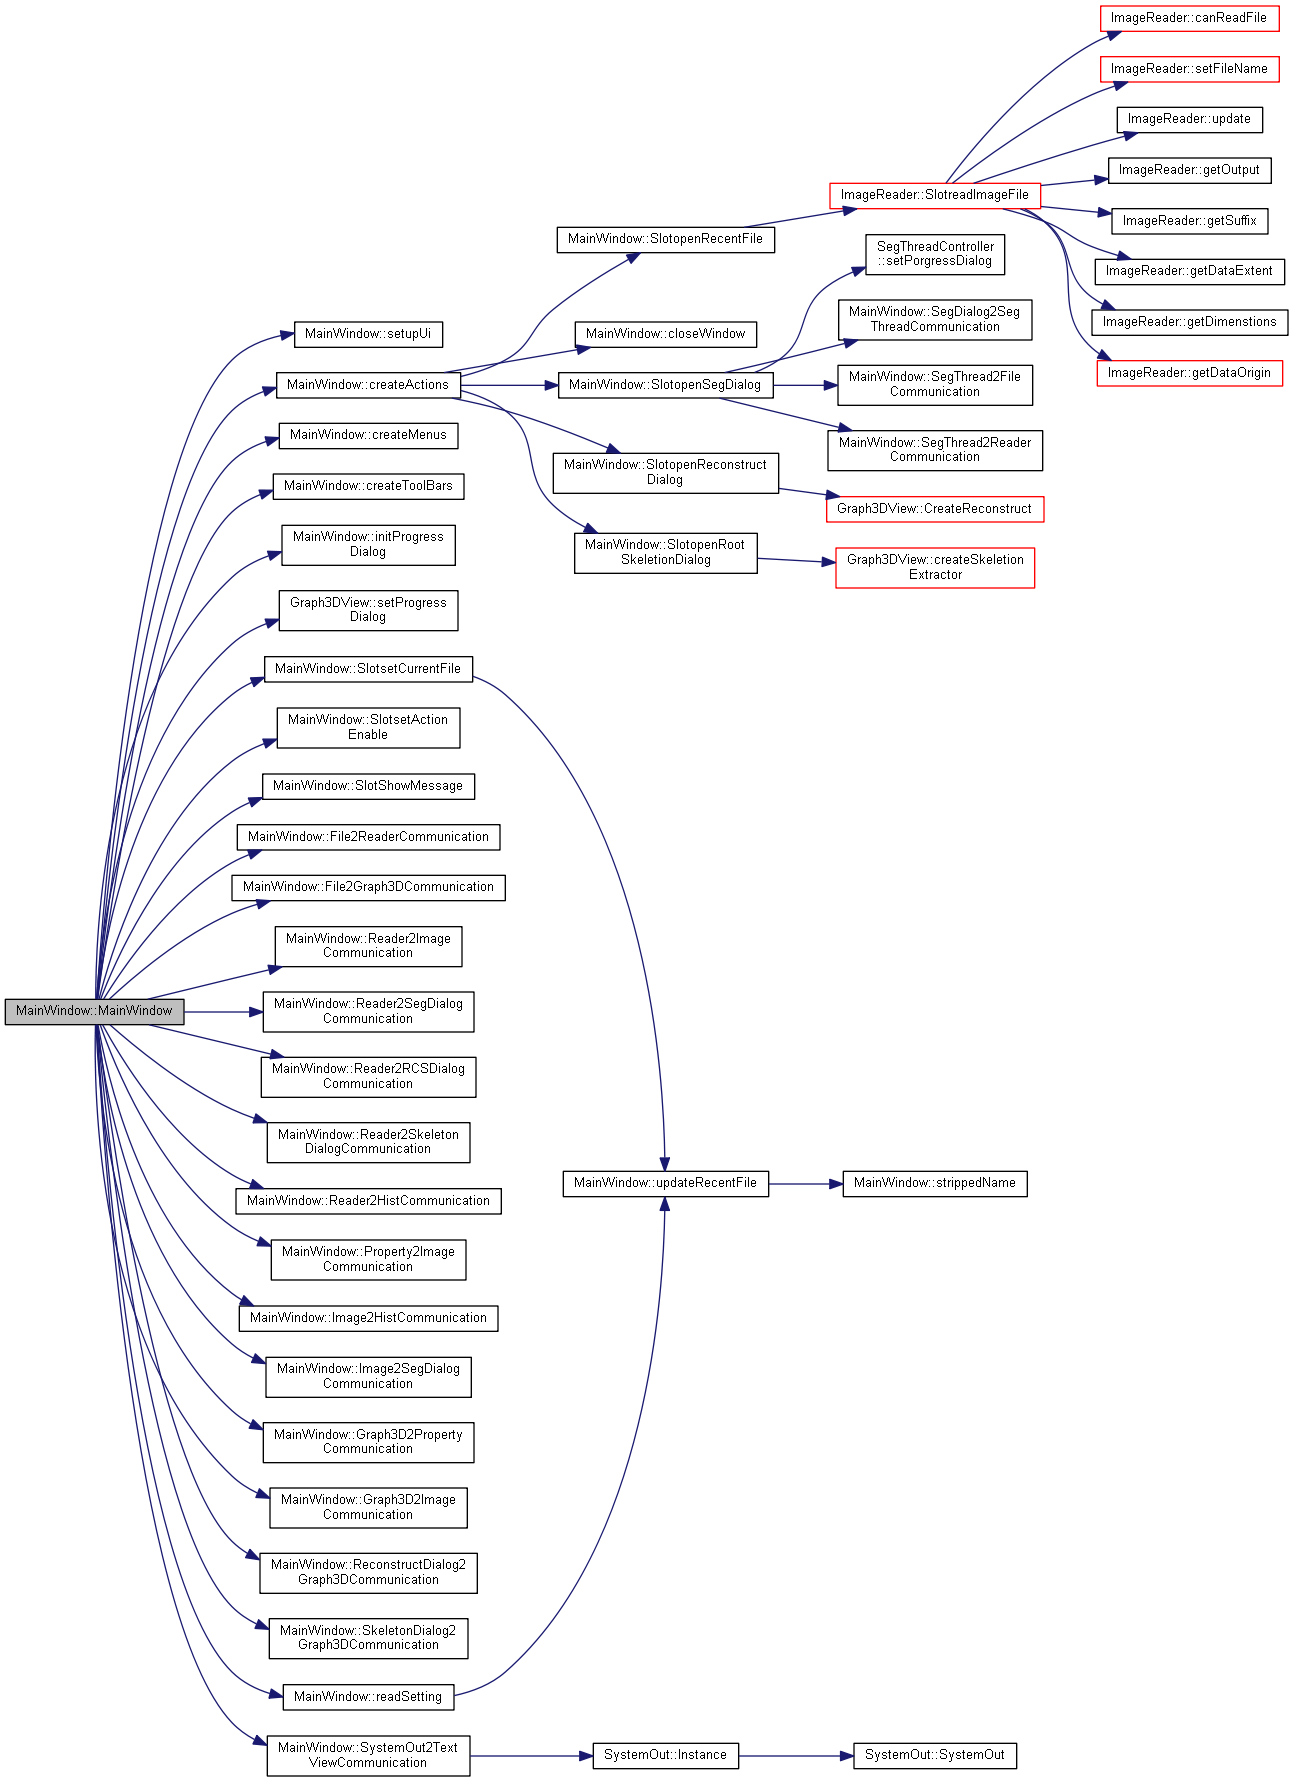 MainWindow::MainWindow
MainWindow::setupUi
MainWindow::createActions
MainWindow::createMenus
MainWindow::createToolBars
MainWindow::initProgress
Dialog
Graph3DView::setProgress
Dialog
MainWindow::SlotsetCurrentFile
MainWindow::SlotsetAction
Enable
MainWindow::SlotShowMessage
MainWindow::File2ReaderCommunication
MainWindow::File2Graph3DCommunication
MainWindow::Reader2Image
Communication
MainWindow::Reader2SegDialog
Communication
MainWindow::Reader2RCSDialog
Communication
MainWindow::Reader2Skeleton
DialogCommunication
MainWindow::Reader2HistCommunication
MainWindow::Property2Image
Communication
MainWindow::Image2HistCommunication
MainWindow::Image2SegDialog
Communication
MainWindow::Graph3D2Property
Communication
MainWindow::Graph3D2Image
Communication
MainWindow::ReconstructDialog2
Graph3DCommunication
MainWindow::SkeletonDialog2
Graph3DCommunication
MainWindow::readSetting
MainWindow::SystemOut2Text
ViewCommunication
MainWindow::SlotopenRecentFile
MainWindow::closeWindow
MainWindow::SlotopenSegDialog
MainWindow::SlotopenReconstruct
Dialog
MainWindow::SlotopenRoot
SkeletionDialog
MainWindow::updateRecentFile
SystemOut::Instance
ImageReader::SlotreadImageFile
SegThreadController
::setPorgressDialog
MainWindow::SegDialog2Seg
ThreadCommunication
MainWindow::SegThread2File
Communication
MainWindow::SegThread2Reader
Communication
Graph3DView::CreateReconstruct
Graph3DView::createSkeletion
Extractor
MainWindow::strippedName
SystemOut::SystemOut
ImageReader::canReadFile
ImageReader::setFileName
ImageReader::update
ImageReader::getOutput
ImageReader::getSuffix
ImageReader::getDataExtent
ImageReader::getDimenstions
ImageReader::getDataOrigin